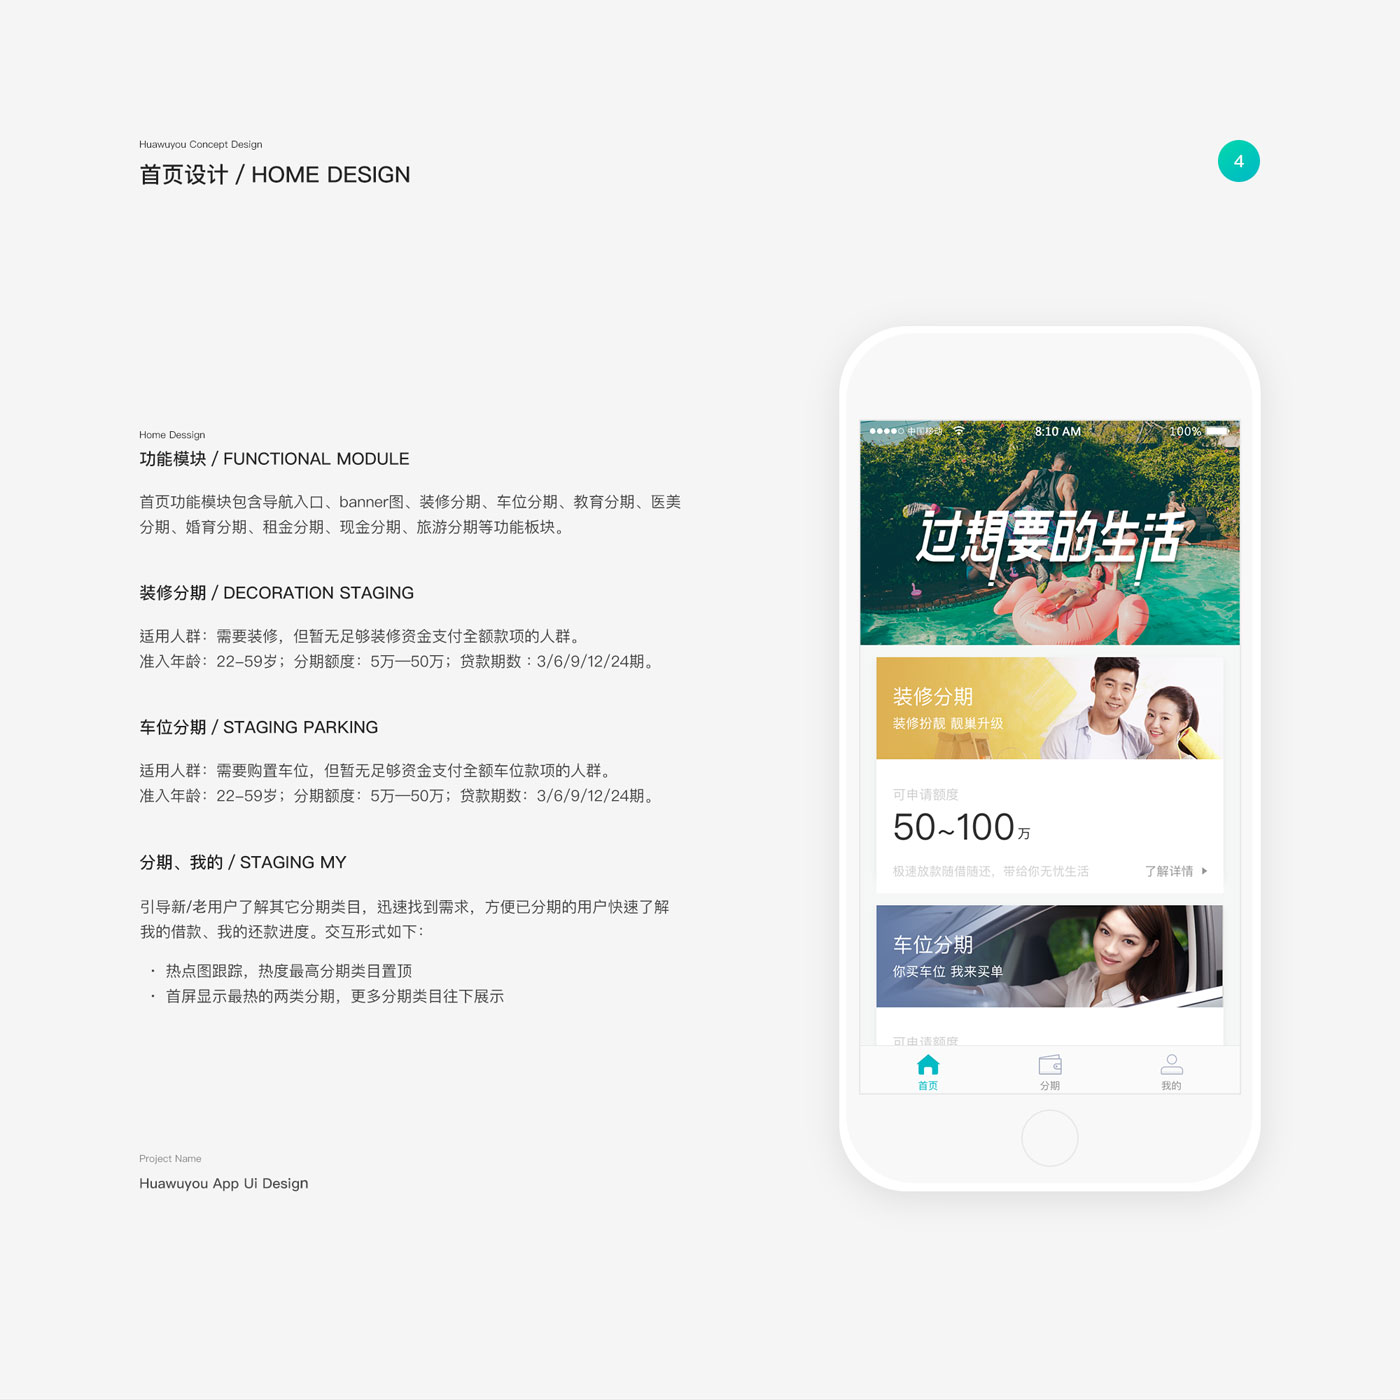 Huawuyou Concept Design
首页设计 / HOME DESIGN
4
Home Dessign
功能模块 / FUNCTIONAL MODULE
首页功能模块包含导航入口、banner图、装修分期、车位分期、教育分期、医美
分期、婚育分期、租金分期、现金分期、旅游分期等功能板块。
装修分期 / DECORATION STAGING
适用人群：需要装修，但暂无足够装修资金支付全额款项的人群。
准入年龄：22-59岁；分期额度：5万—50万；贷款期数：3/6/9/12/24期。
车位分期 / STAGING PARKING
适用人群：需要购置车位，但暂无足够资金支付全额车位款项的人群。
准入年龄：22-59岁；分期额度：5万—50万；贷款期数：3/6/9/12/24期。
分期、我的 / STAGING MY
引导新/老用户了解其它分期类目，迅速找到需求，方便已分期的用户快速了解
我的借款、我的还款进度。交互形式如下：
· 热点图跟踪，热度最高分期类目置顶
· 首屏显示最热的两类分期，更多分期类目往下展示
Project Name
Huawuyou App Ui Design
中国移动 8:10 AM 100%
过想要的生活
装修分期
装修扮靓 靓巢升级
可申请额度
50~100万
极速放款随借随还，带给你无忧生活 了解详情
车位分期
你买车位 我来买单
可申请额度
首页 分期 我的